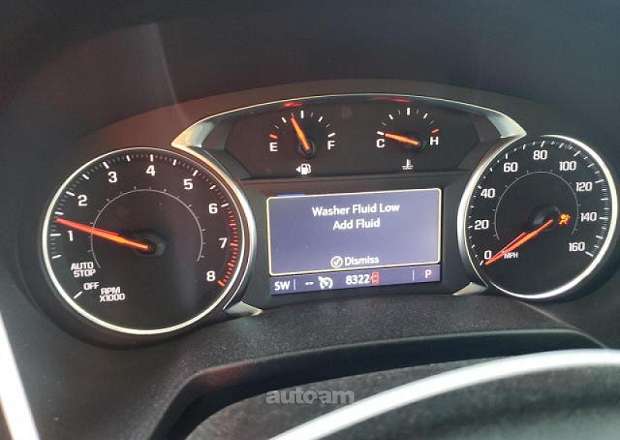 E F
C H
1 2 3 4 5 6 7 8
AUTO
STOP
OFF
RPM
X1000
0 20 40 60 80 100 120 140 160
MPH
Washer Fluid Low
Add Fluid
Dismiss
SW -- 8322 P
autoam